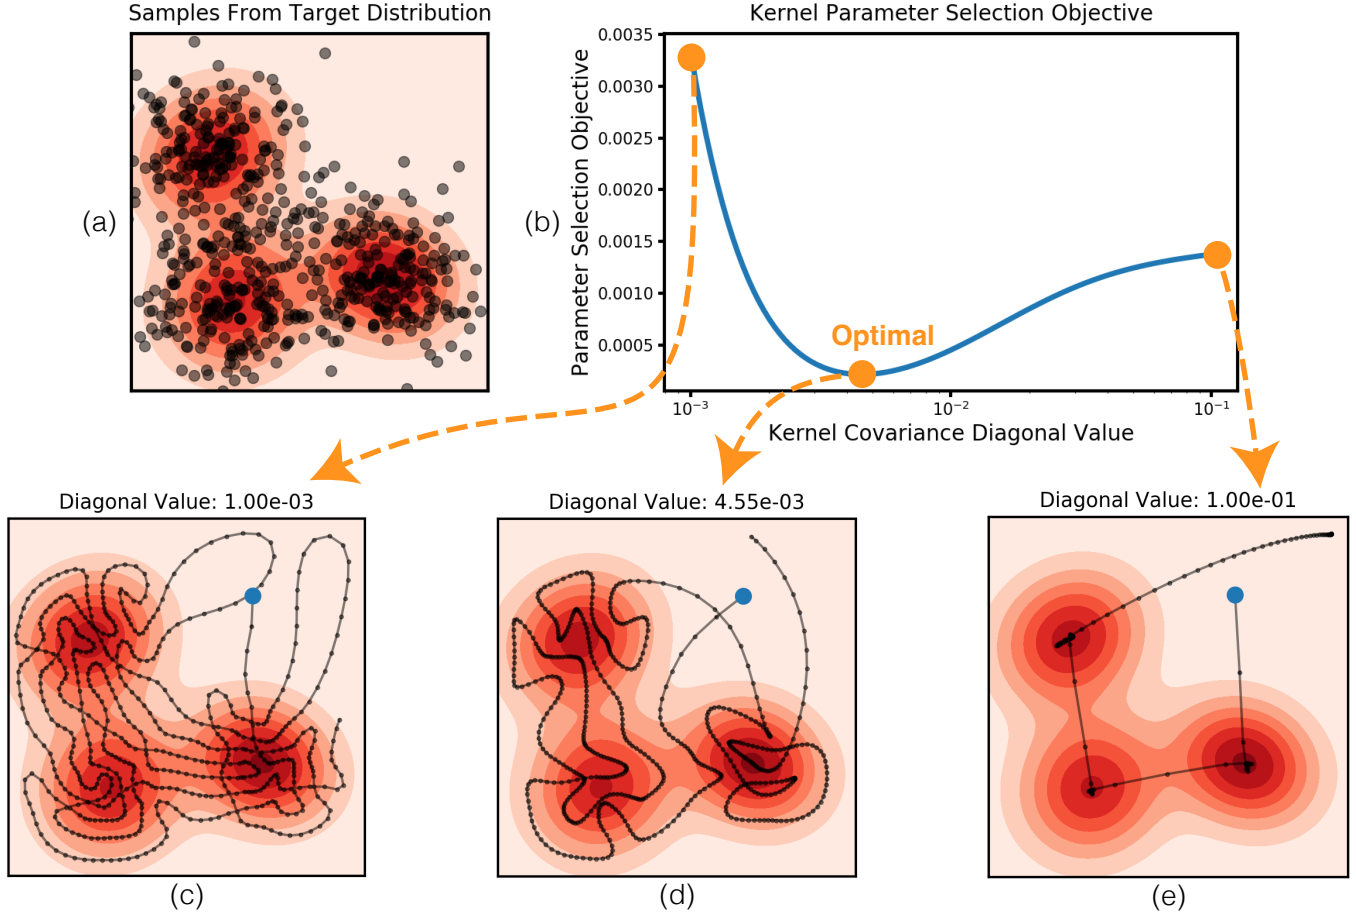 Samples From Target Distribution
Kernel Parameter Selection Objective
(a)
(b)
Parameter Selection Objective
0.0035
0.0030
0.0025
0.0020
0.0015
0.0010
0.0005
Optimal
10⁻³
10⁻²
10⁻¹
Kernel Covariance Diagonal Value
Diagonal Value: 1.00e-03
Diagonal Value: 4.55e-03
Diagonal Value: 1.00e-01
(c)
(d)
(e)